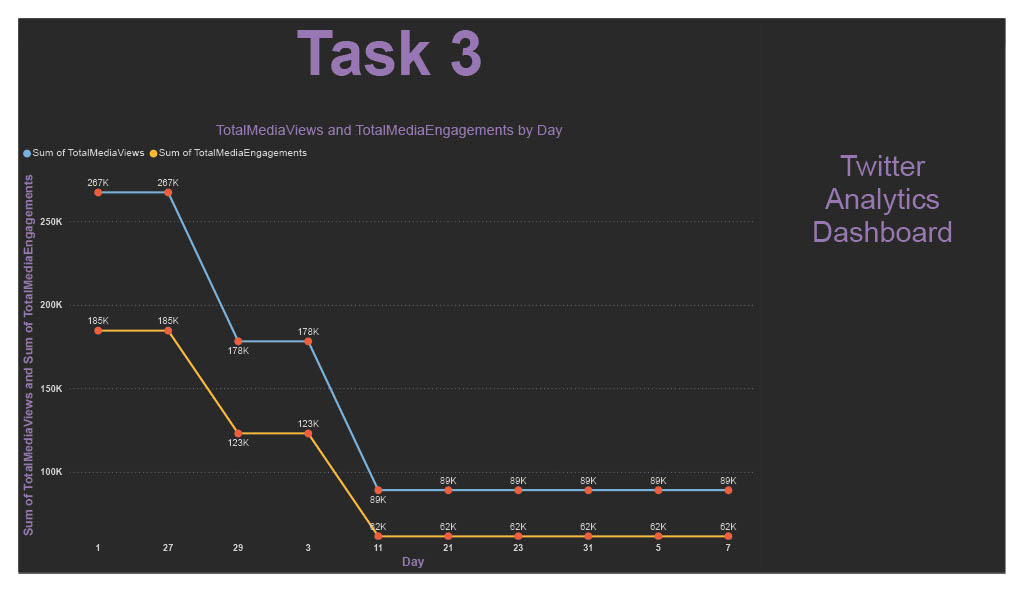 Task 3
TotalMediaViews and TotalMediaEngagements by Day
Sum of TotalMediaViews Sum of TotalMediaEngagements
Sum of TotalMediaViews and Sum of TotalMediaEngagements
250K
200K
150K
100K
267K 267K 178K 178K 89K 89K 89K 89K 89K 89K
185K 185K 123K 123K 62K 62K 62K 62K 62K 62K
1 27 29 3 11 21 23 31 5 7
Day
Twitter
Analytics
Dashboard